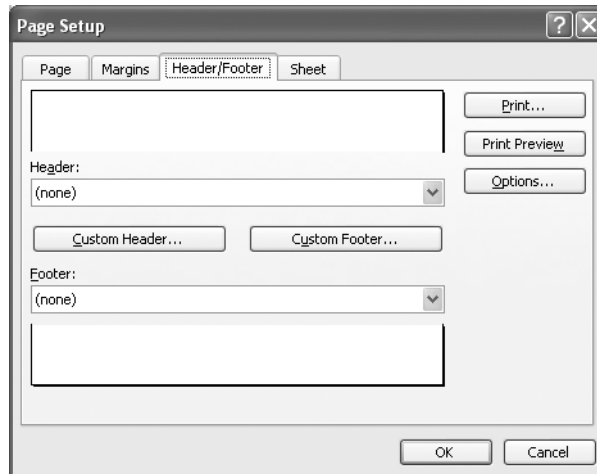 Page Setup
Page Margins Header/Footer Sheet
Print...
Print Preview
Header:
(none)
Options...
Custom Header... Custom Footer...
Footer:
(none)
OK Cancel